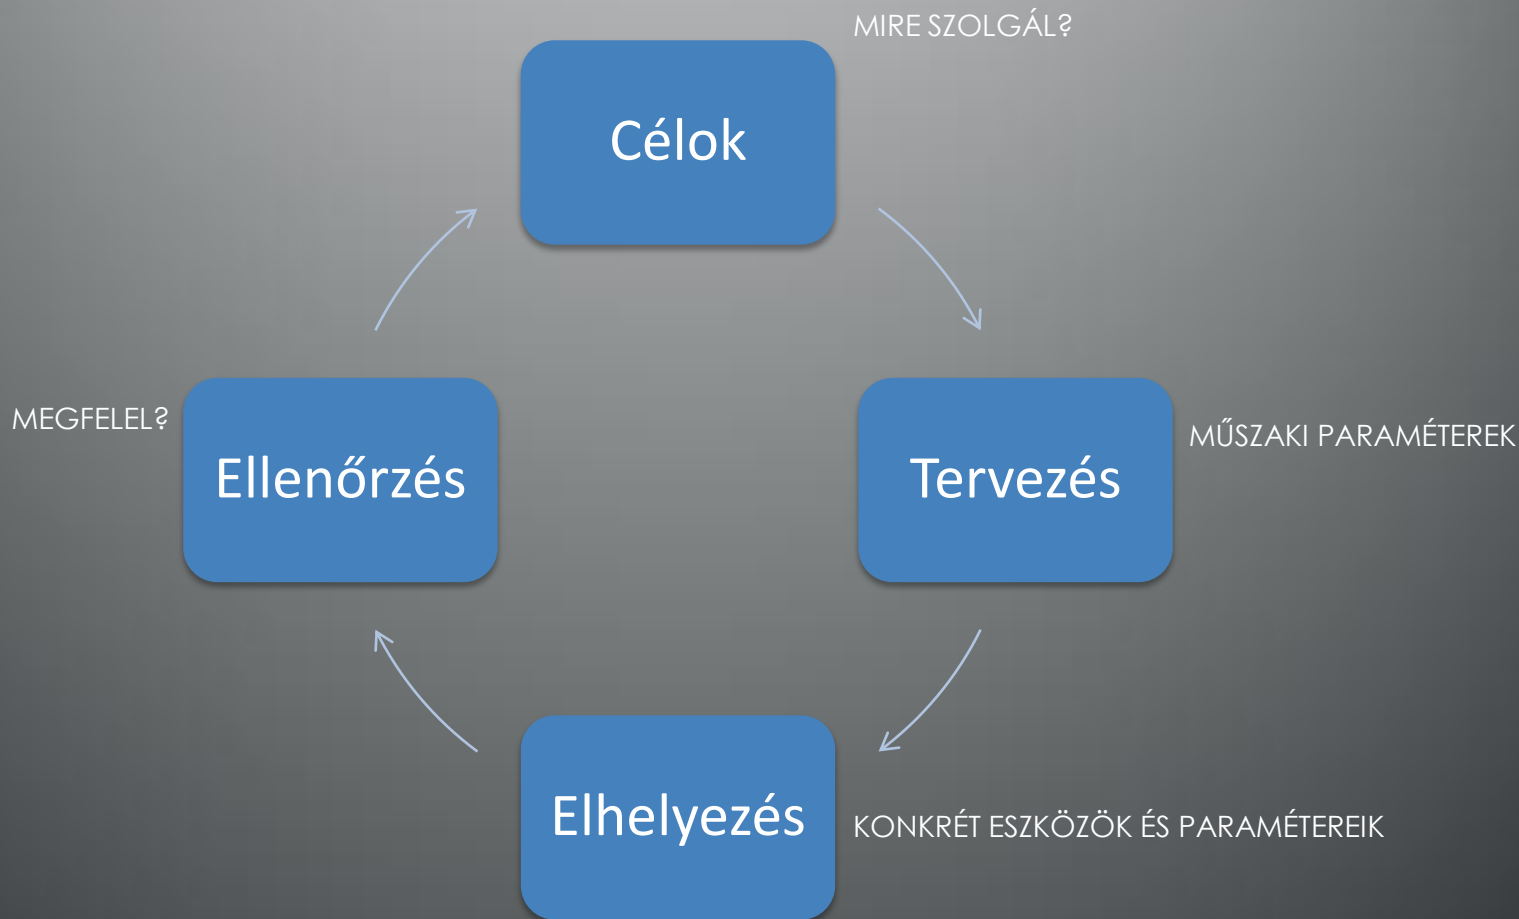 MIRE SZOLGÁL?
Célok
MEGFELEL?
Ellenőrzés
Tervezés
MŰSZAKI PARAMÉTEREK
Elhelyezés
KONKRÉT ESZKÖZÖK ÉS PARAMÉTEREIK